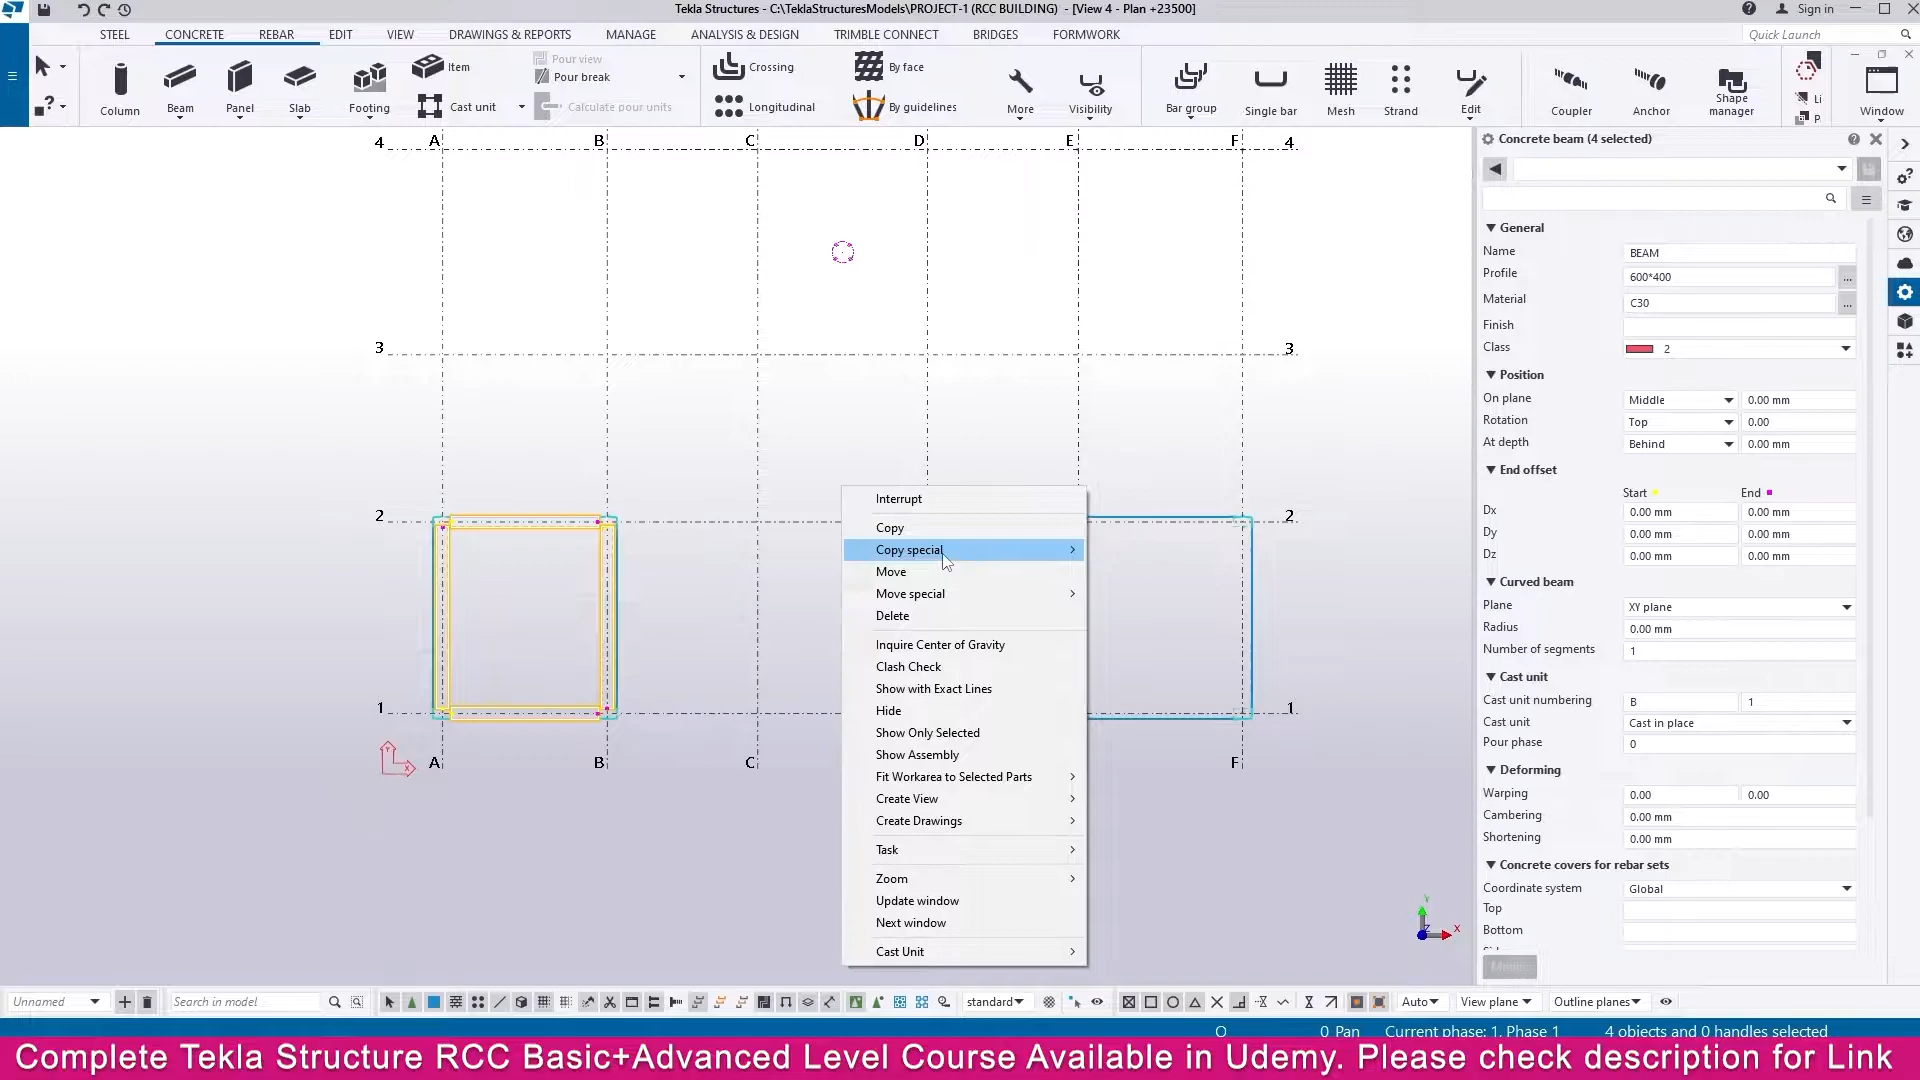 Tekla Structures - C:\TeklaStructuresModels\PROJECT-1 (RCC BUILDING) - [View 4 - Plan +23500]
Sign in
STEEL CONCRETE REBAR EDIT VIEW DRAWINGS & REPORTS MANAGE ANALYSIS & DESIGN TRIMBLE CONNECT BRIDGES FORMWORK
Quick Launch
Column Beam Panel Slab Footing
Item
Cast unit
Pour view
Pour break
Calculate pour units
Crossing
Longitudinal
By face
By guidelines
More Visibility Bar group Single bar Mesh Strand Edit Coupler Anchor
Shape manager
Li
P
Window
Concrete beam (4 selected)
General
Name BEAM
Profile 600*400 ...
Material C30 ...
Finish
Class 2
Position
On plane Middle 0.00 mm
Rotation Top 0.00
At depth Behind 0.00 mm
End offset
Start End
Dx 0.00 mm 0.00 mm
Dy 0.00 mm 0.00 mm
Dz 0.00 mm 0.00 mm
Curved beam
Plane XY plane
Radius 0.00 mm
Number of segments 1
Cast unit
Cast unit numbering B 1
Cast unit Cast in place
Pour phase 0
Deforming
Warping 0.00 0.00
Cambering 0.00 mm
Shortening 0.00 mm
Concrete covers for rebar sets
Coordinate system Global
Top
Bottom
4 A B C D E F 4
3 3
2 2
1 1
A B C F
Y X
Y X Z
Interrupt
Copy
Copy special
Move
Move special
Delete
Inquire Center of Gravity
Clash Check
Show with Exact Lines
Hide
Show Only Selected
Show Assembly
Fit Workarea to Selected Parts
Create View
Create Drawings
Task
Zoom
Update window
Next window
Cast Unit
Unnamed Search in model standard Auto View plane Outline planes
O 0 Pan Current phase: 1, Phase 1 4 objects and 0 handles selected
Complete Tekla Structure RCC Basic+Advanced Level Course Available in Udemy. Please check description for Link